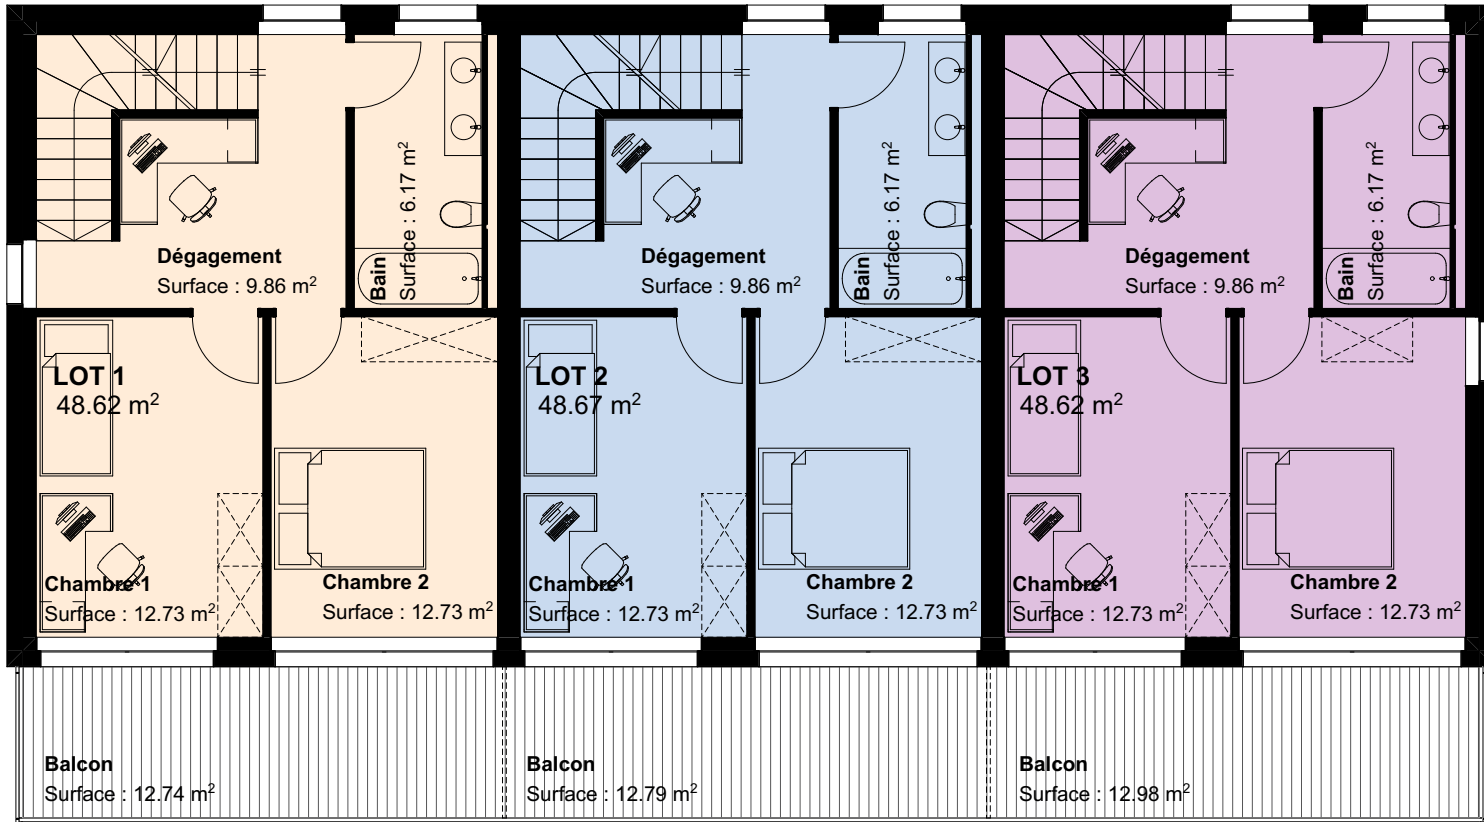 Dégagement
Surface : 9.86 m²
Bain
Surface : 6.17 m²
Dégagement
Surface : 9.86 m²
Bain
Surface : 6.17 m²
Dégagement
Surface : 9.86 m²
Bain
Surface : 6.17 m²
LOT 1
48.62 m²
LOT 2
48.67 m²
LOT 3
48.62 m²
Chambre 1
Surface : 12.73 m²
Chambre 2
Surface : 12.73 m²
Chambre 1
Surface : 12.73 m²
Chambre 2
Surface : 12.73 m²
Chambre 1
Surface : 12.73 m²
Chambre 2
Surface : 12.73 m²
Balcon
Surface : 12.74 m²
Balcon
Surface : 12.79 m²
Balcon
Surface : 12.98 m²